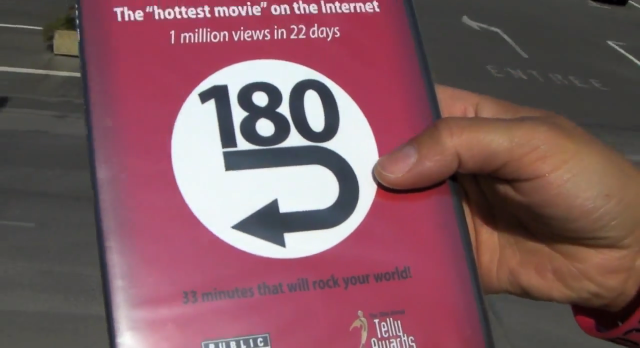 The "hottest movie" on the Internet
1 million views in 22 days
ENTREE
180
33 minutes that will rock your world!
PUBLIC
Telly
Awards